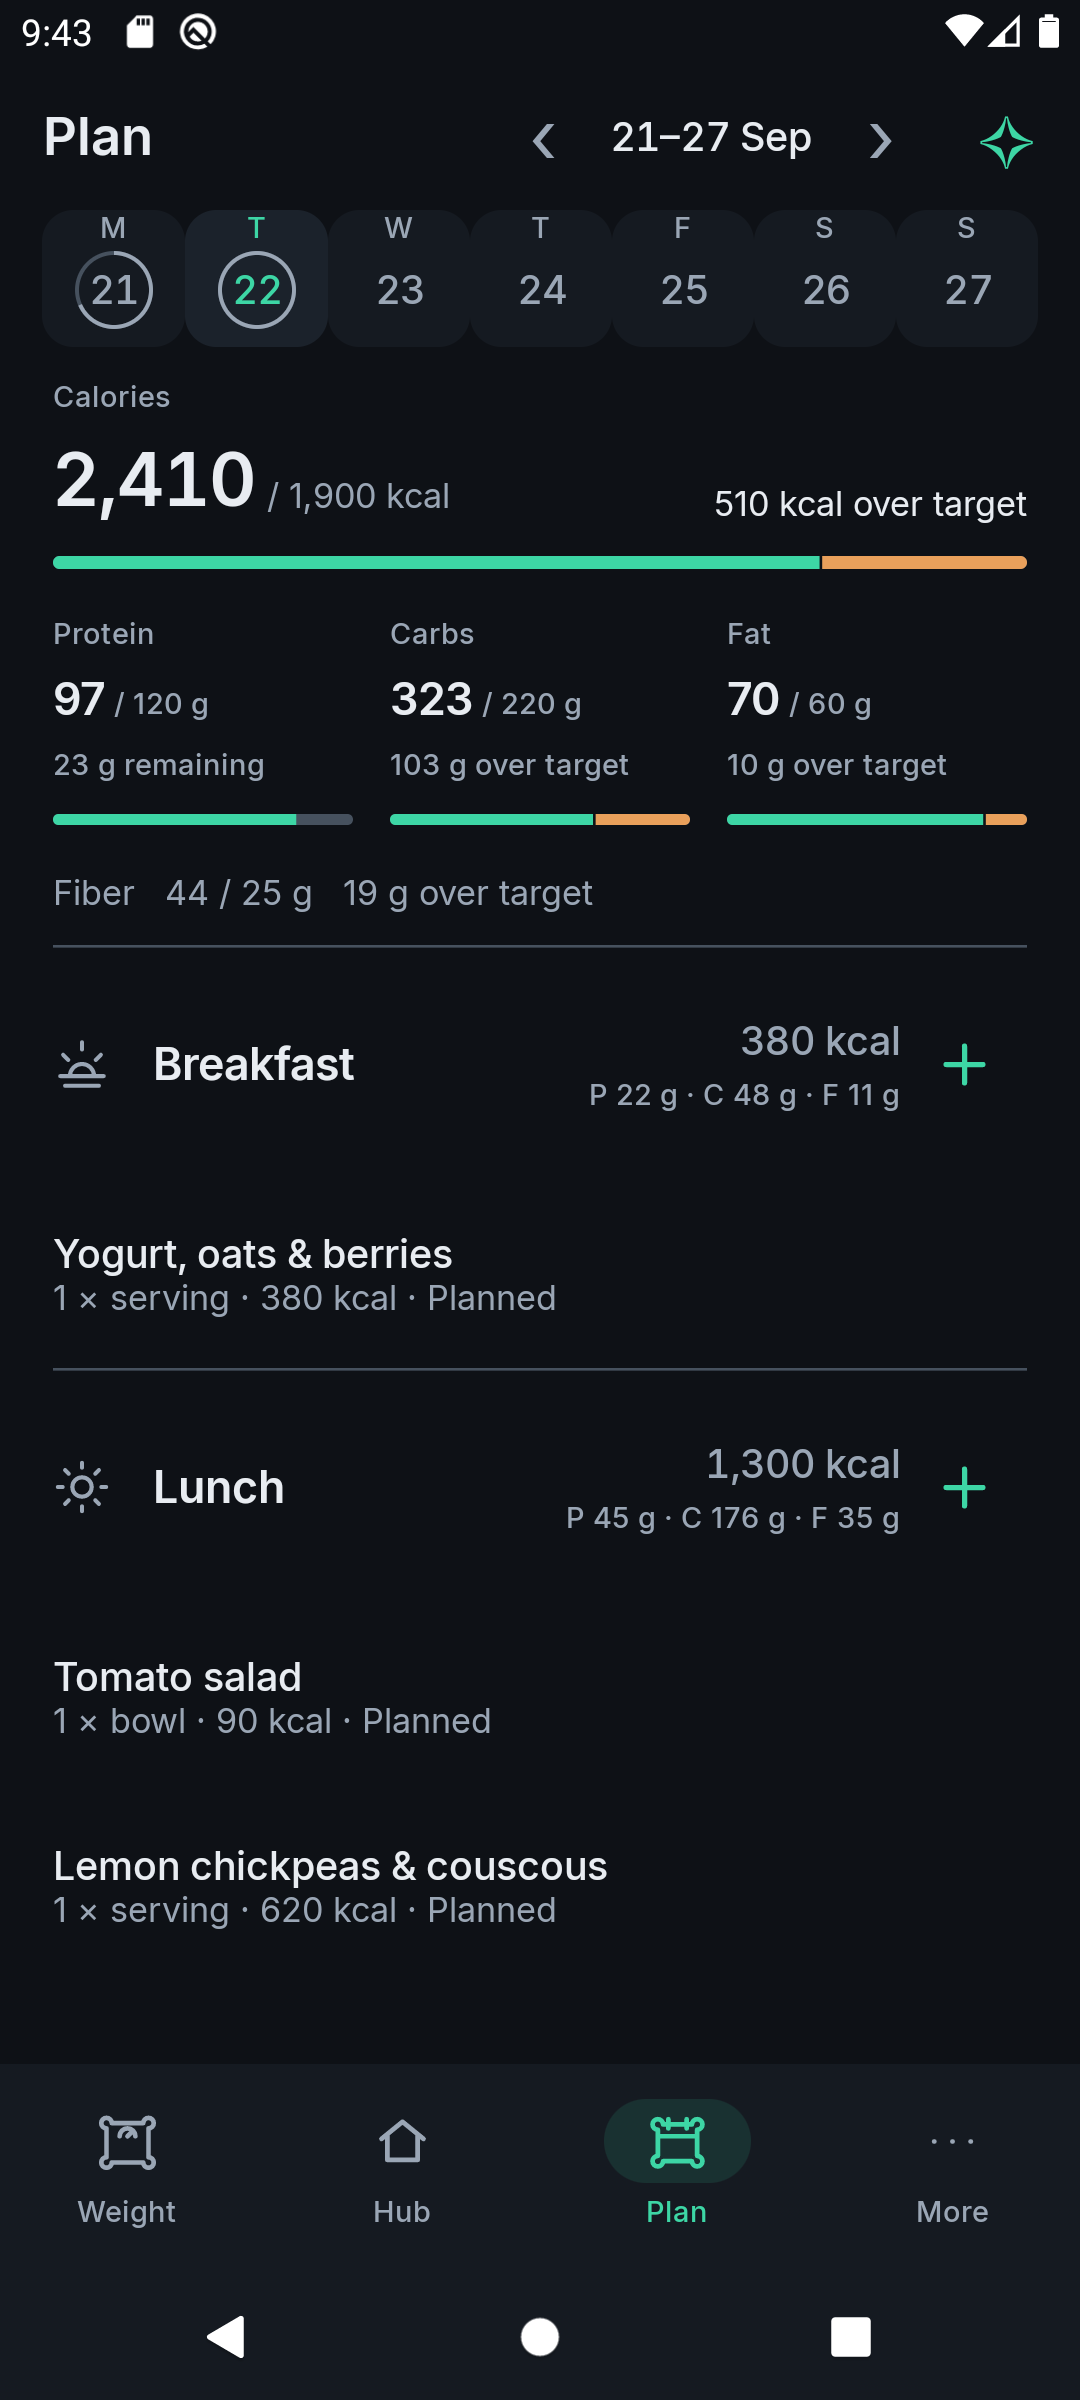 9:43
Plan
21–27 Sep
M T W T F S S
21 22 23 24 25 26 27
Calories
2,410 / 1,900 kcal
510 kcal over target
Protein Carbs Fat
97 / 120 g 323 / 220 g 70 / 60 g
23 g remaining 103 g over target 10 g over target
Fiber 44 / 25 g 19 g over target
380 kcal
Breakfast
P 22 g · C 48 g · F 11 g
Yogurt, oats & berries
1 × serving · 380 kcal · Planned
1,300 kcal
Lunch
P 45 g · C 176 g · F 35 g
Tomato salad
1 × bowl · 90 kcal · Planned
Lemon chickpeas & couscous
1 × serving · 620 kcal · Planned
Weight Hub Plan More